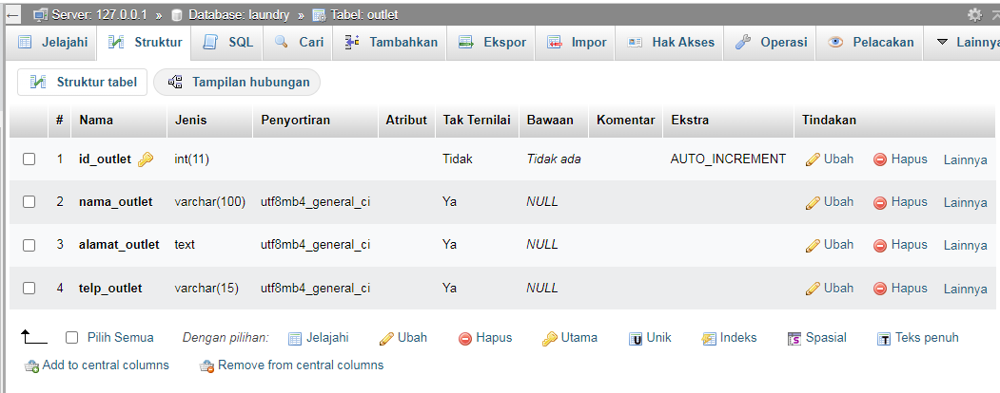 Server: 127.0.0.1 » Database: laundry » Tabel: outlet
Jelajahi Struktur SQL Cari Tambahkan Ekspor Impor Hak Akses Operasi Pelacakan Lainnya
Struktur tabel Tampilan hubungan
# Nama Jenis Penyortiran Atribut Tak Ternilai Bawaan Komentar Ekstra Tindakan
1 id_outlet int(11) Tidak Tidak ada AUTO_INCREMENT Ubah Hapus Lainnya
2 nama_outlet varchar(100) utf8mb4_general_ci Ya NULL Ubah Hapus Lainnya
3 alamat_outlet text utf8mb4_general_ci Ya NULL Ubah Hapus Lainnya
4 telp_outlet varchar(15) utf8mb4_general_ci Ya NULL Ubah Hapus Lainnya
Pilih Semua Dengan pilihan: Jelajahi Ubah Hapus Utama Unik Indeks Spasial Teks penuh
Add to central columns Remove from central columns